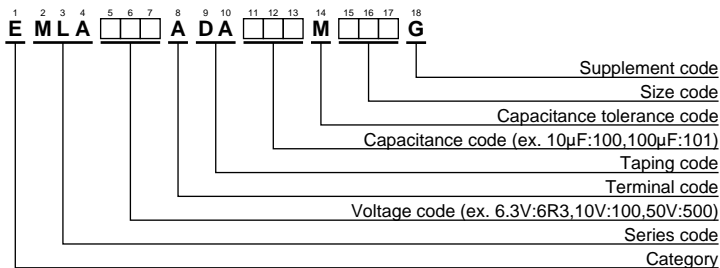 1 2 3 4 5 6 7 8 9 10 11 12 13 14 15 16 17 18
E M L A □□□ A D A □□□ M □□□ G
Supplement code
Size code
Capacitance tolerance code
Capacitance code (ex. 10µF:100,100µF:101)
Taping code
Terminal code
Voltage code (ex. 6.3V:6R3,10V:100,50V:500)
Series code
Category